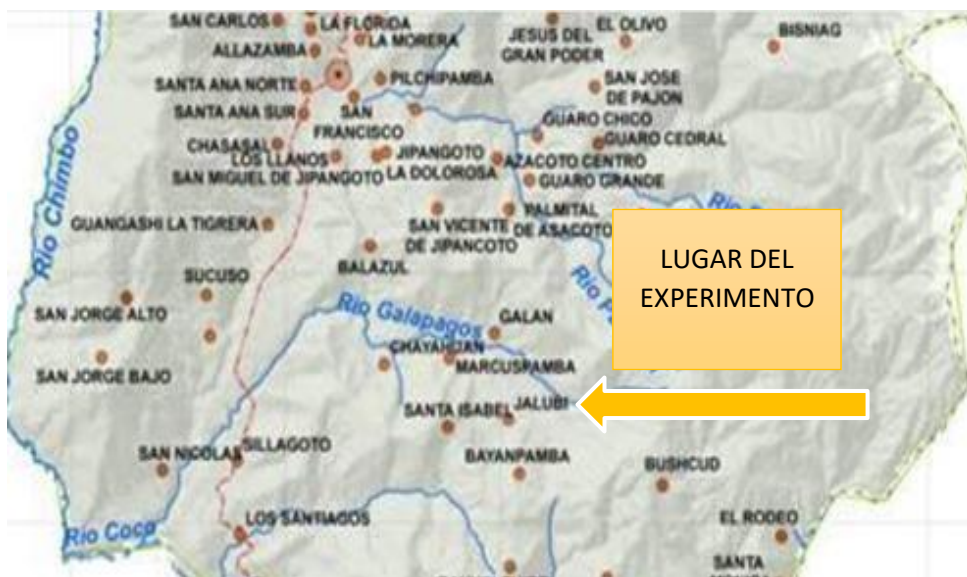 SAN CARLOS
LA FLORIDA
LA MORERA
ALLAZAMBA
JESUS DEL
GRAN PODER
EL OLIVO
BISNIAG
SANTA ANA NORTE
PILCHIPAMBA
SAN JOSE
DE PAJON
SANTA ANA SUR
SAN
FRANCISCO
GUARO CHICO
CHASASAL
GUARO CEDRAL
LOS LLANOS
JIPANGOTO
AZACOTO CENTRO
SAN MIGUEL DE JIPANGOTO
LA DOLOROSA
GUARO GRANDE
Río Chimbo
GUANGASHI LA TIGRERA
SAN VICENTE
DE JIPANCOTO
PALMITAL
DE ASACOTO
LUGAR DEL
EXPERIMENTO
BALAZUL
SUCUSO
Río
SAN JORGE ALTO
Río Galapagos
GALAN
CHAYAHUAN
MARCUSPAMBA
SAN JORGE BAJO
SANTA ISABEL
JALUBI
SAN NICOLAS
SILLAGOTO
BAYANPAMBA
BUSHCUD
LOS SANTIAGOS
EL RODEO
Río Coco
SANTA